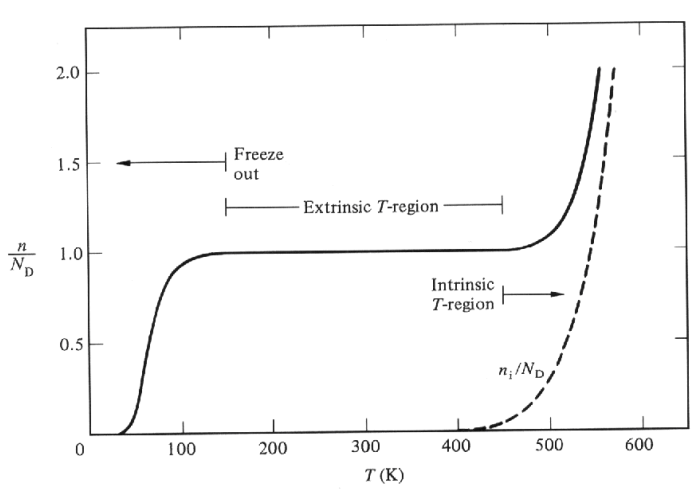 2.0
Freeze
out
1.5
Extrinsic T-region
n
N_D
1.0
Intrinsic
T-region
0.5
n_i/N_D
0
100
200
300
400
500
600
T (K)